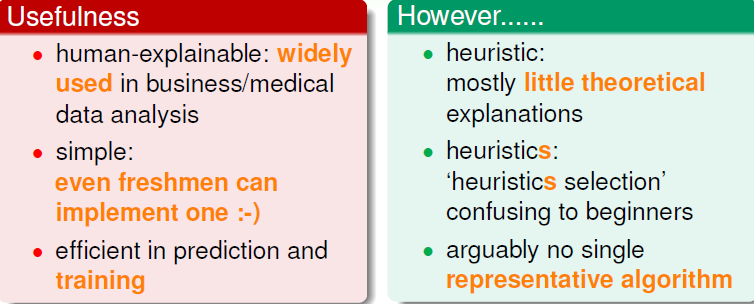 Usefulness
• human-explainable: widely
used in business/medical
data analysis
• simple:
even freshmen can
implement one :-)
• efficient in prediction and
training
However......
• heuristic:
mostly little theoretical
explanations
• heuristics:
‘heuristics selection’
confusing to beginners
• arguably no single
representative algorithm